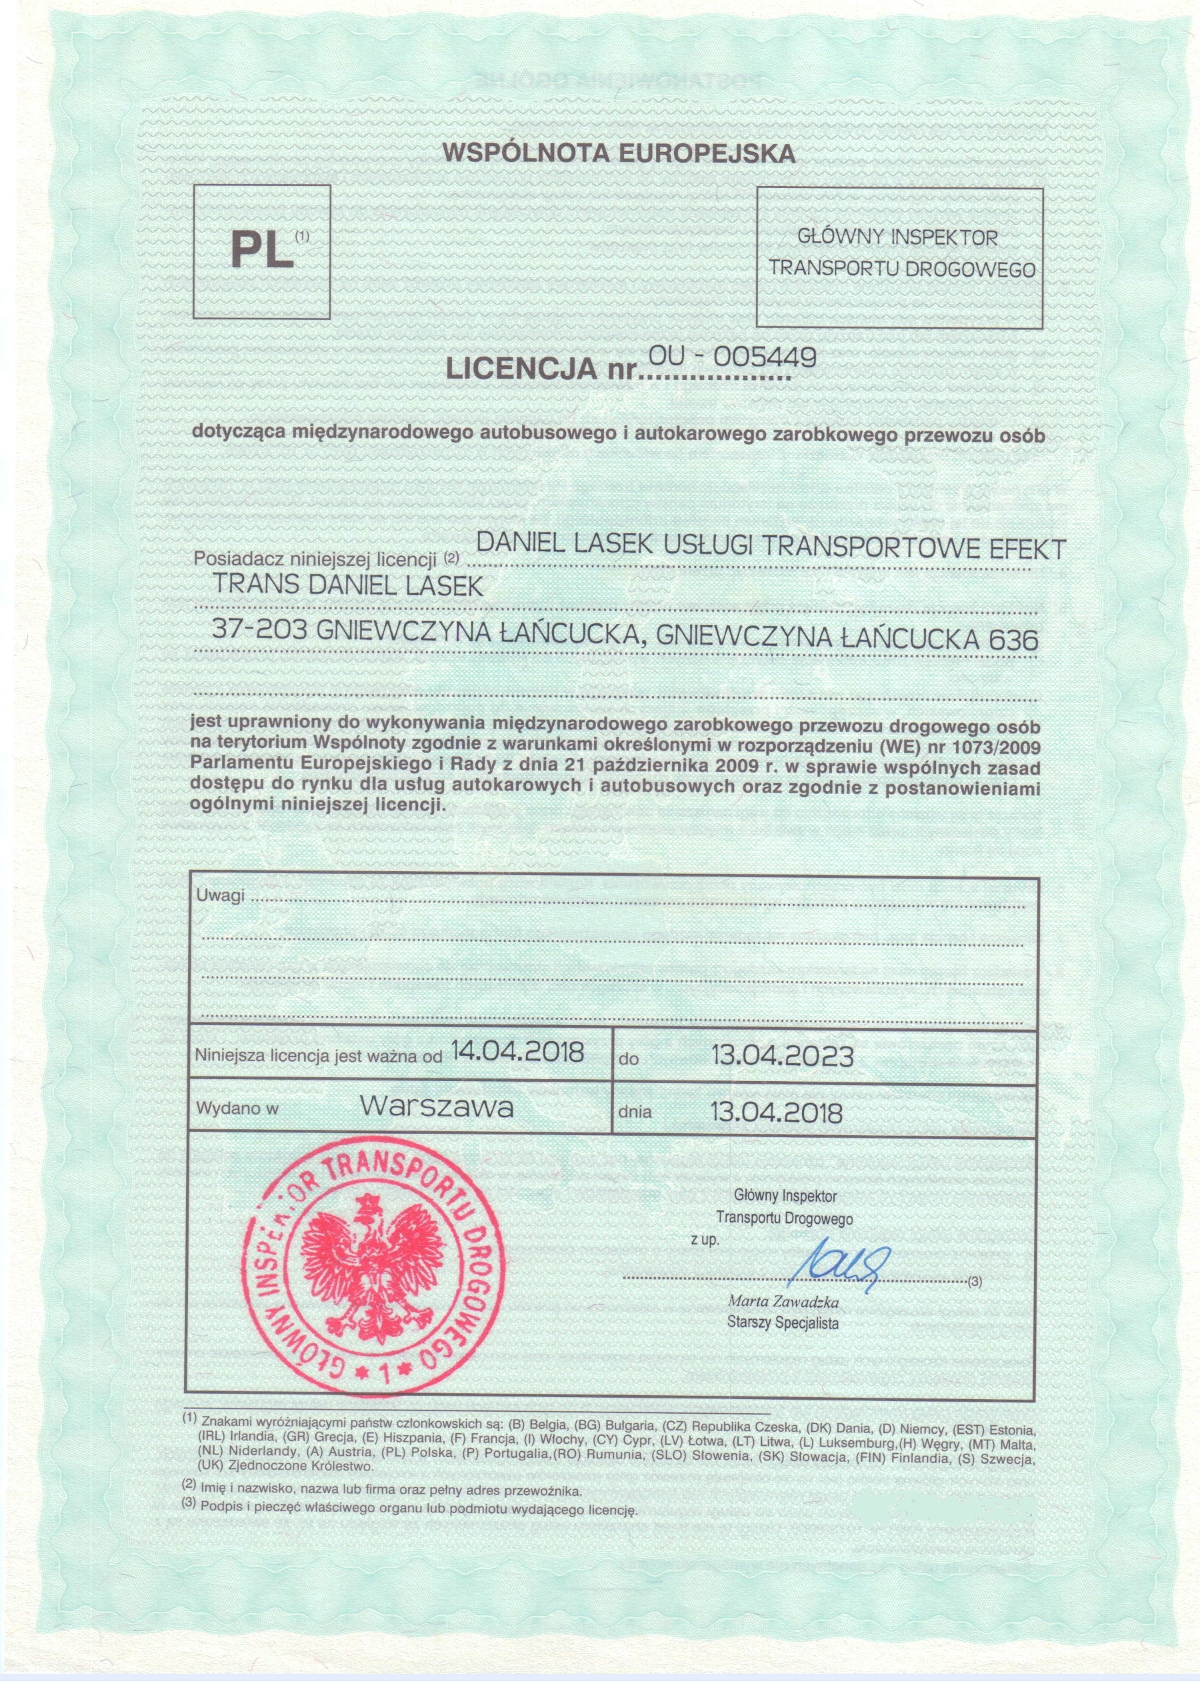 WSPÓLNOTA EUROPEJSKA
PL (1)
GŁÓWNY INSPEKTOR
TRANSPORTU DROGOWEGO
LICENCJA nr OU - 005449
dotycząca międzynarodowego autobusowego i autokarowego zarobkowego przewozu osób
Posiadacz niniejszej licencji (2) DANIEL LASEK USŁUGI TRANSPORTOWE EFEKT
TRANS DANIEL LASEK
37-203 GNIEWCZYNA ŁAŃCUCKA, GNIEWCZYNA ŁAŃCUCKA 636
jest uprawniony do wykonywania międzynarodowego zarobkowego przewozu drogowego osób
na terytorium Wspólnoty zgodnie z warunkami określonymi w rozporządzeniu (WE) nr 1073/2009
Parlamentu Europejskiego i Rady z dnia 21 października 2009 r. w sprawie wspólnych zasad
dostępu do rynku dla usług autokarowych i autobusowych oraz zgodnie z postanowieniami
ogólnymi niniejszej licencji.
Uwagi
Niniejsza licencja jest ważna od 14.04.2018 do 13.04.2023
Wydano w Warszawa dnia 13.04.2018
GŁÓWNY INSPEKTOR TRANSPORTU DROGOWEGO * 1 *
Główny Inspektor
Transportu Drogowego
z up.
(3)
Marta Zawadzka
Starszy Specjalista
(1) Znakami wyróżniającymi państw członkowskich są: (B) Belgia, (BG) Bułgaria, (CZ) Republika Czeska, (DK) Dania, (D) Niemcy, (EST) Estonia,
(IRL) Irlandia, (GR) Grecja, (E) Hiszpania, (F) Francja, (I) Włochy, (CY) Cypr, (LV) Łotwa, (LT) Litwa, (L) Luksemburg,(H) Węgry, (MT) Malta,
(NL) Niderlandy, (A) Austria, (PL) Polska, (P) Portugalia,(RO) Rumunia, (SLO) Słowenia, (SK) Słowacja, (FIN) Finlandia, (S) Szwecja,
(UK) Zjednoczone Królestwo.
(2) Imię i nazwisko, nazwa lub firma oraz pełny adres przewoźnika.
(3) Podpis i pieczęć właściwego organu lub podmiotu wydającego licencję.